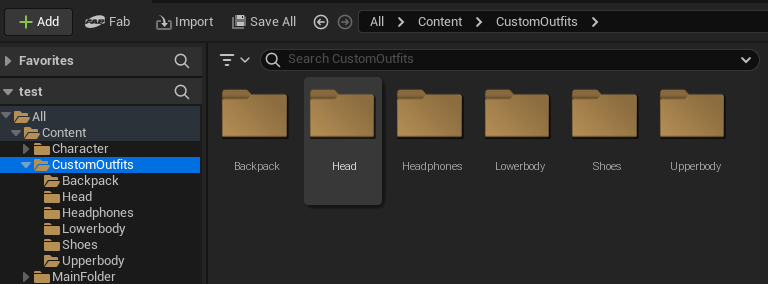 Add Fab Import Save All All Content CustomOutfits
Favorites
Search CustomOutfits
test
All
Content
Character
CustomOutfits
Backpack
Head
Headphones
Lowerbody
Shoes
Upperbody
MainFolder
Backpack Head Headphones Lowerbody Shoes Upperbody